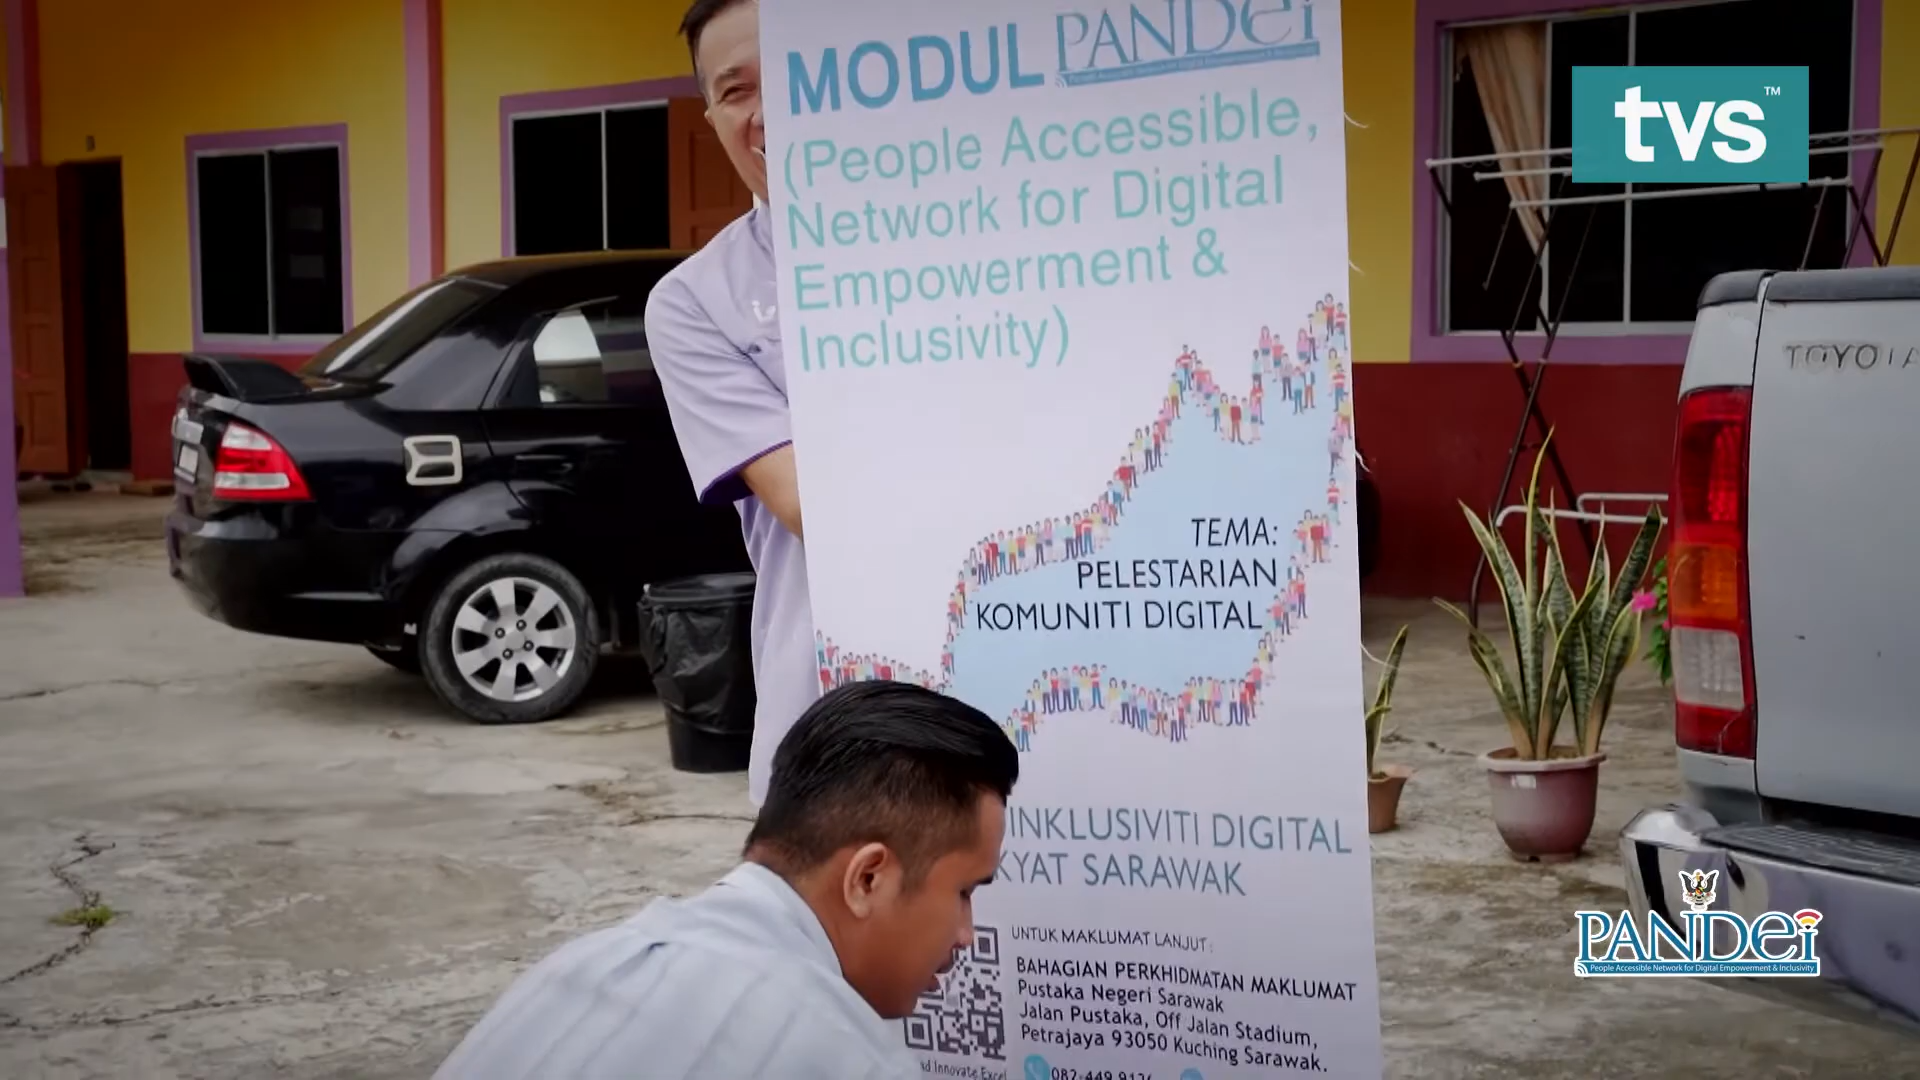 MODUL PANDEi
(People Accessible,
Network for Digital
Empowerment &
Inclusivity)
TEMA:
PELESTARIAN
KOMUNITI DIGITAL
INKLUSIVITI DIGITAL
SARAWAK
UNTUK MAKLUMAT LANJUT :
BAHAGIAN PERKHIDMATAN MAKLUMAT
Pustaka Negeri Sarawak
Jalan Pustaka, Off Jalan Stadium,
Petrajaya 93050 Kuching Sarawak.
tvs™
TOYOTA
PANDEi
People Accessible Network for Digital Empowerment & Inclusivity